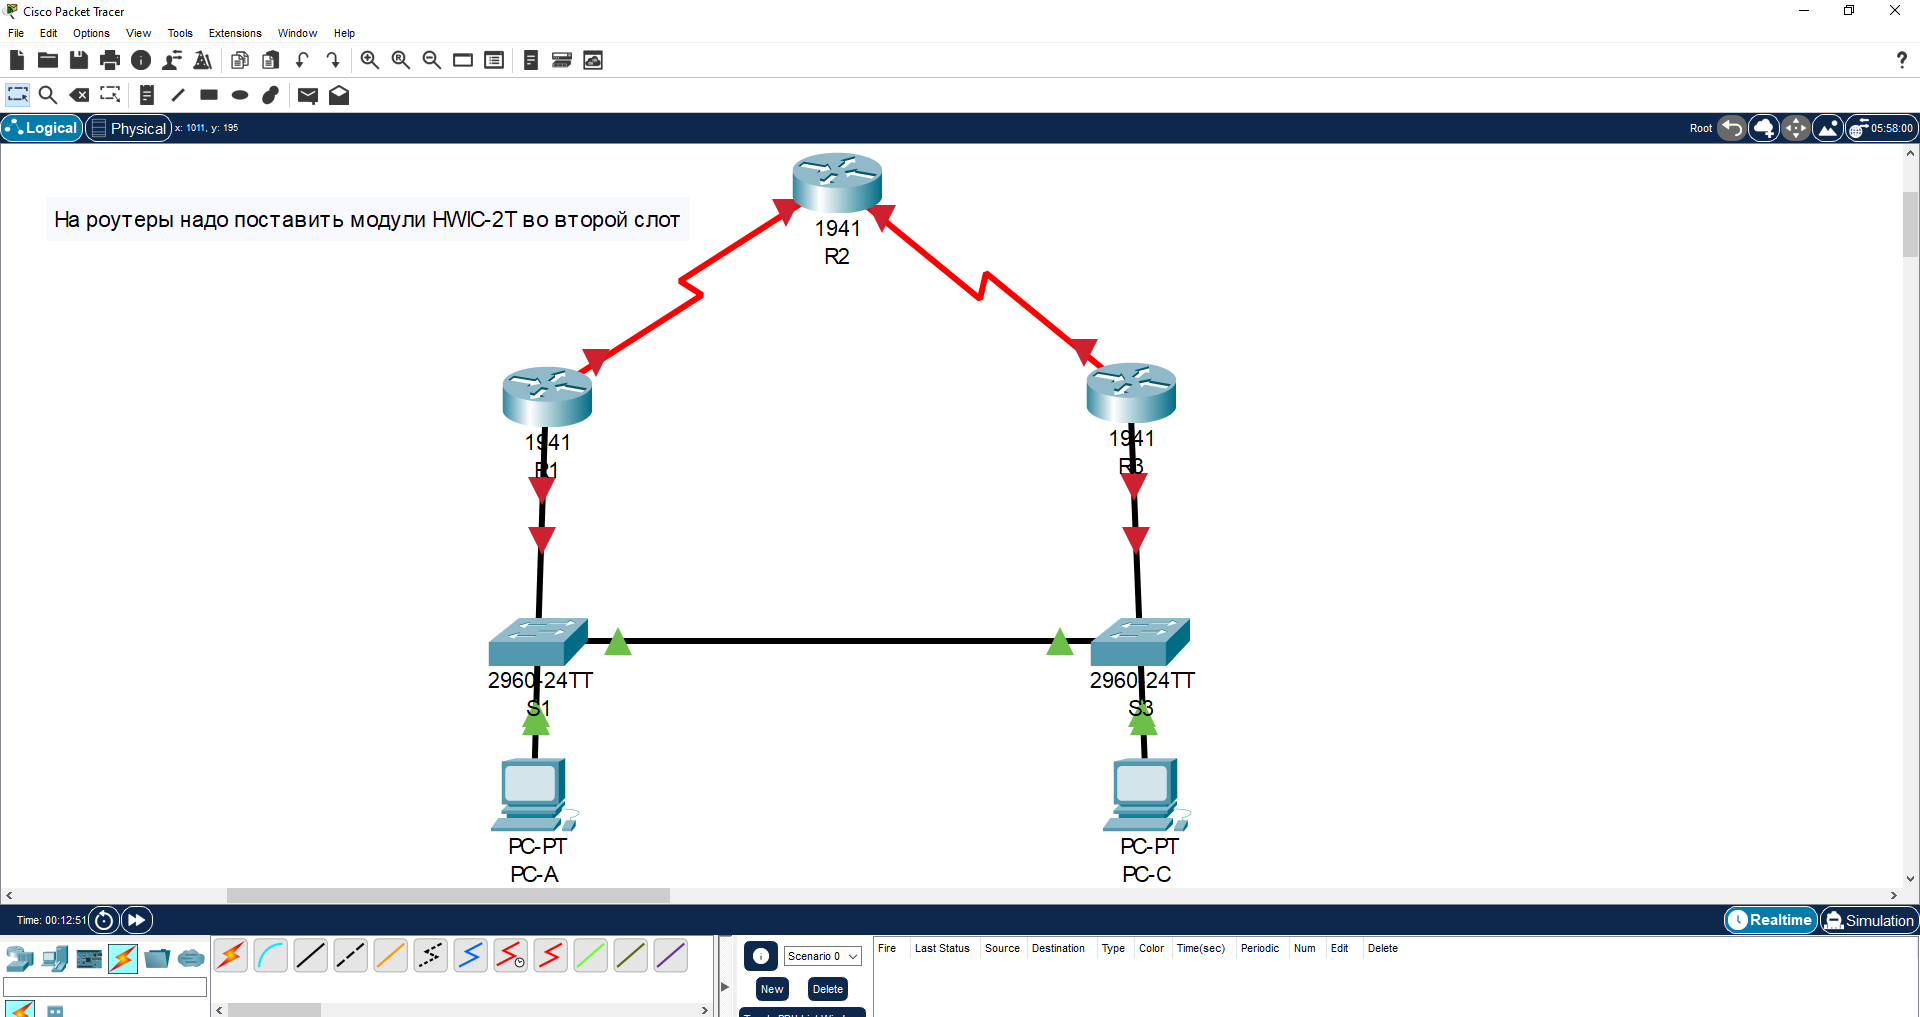 Cisco Packet Tracer
File Edit Options View Tools Extensions Window Help
Logical Physical x: 1011, y: 195 Root 05:58:00
На роутеры надо поставить модули HWIC-2T во второй слот
1941
R2
1941
R1
1941
R3
2960-24TT
S1
2960-24TT
S3
PC-PT
PC-A
PC-PT
PC-C
Time: 00:12:51 Realtime Simulation
Scenario 0
New Delete
Fire Last Status Source Destination Type Color Time(sec) Periodic Num Edit Delete